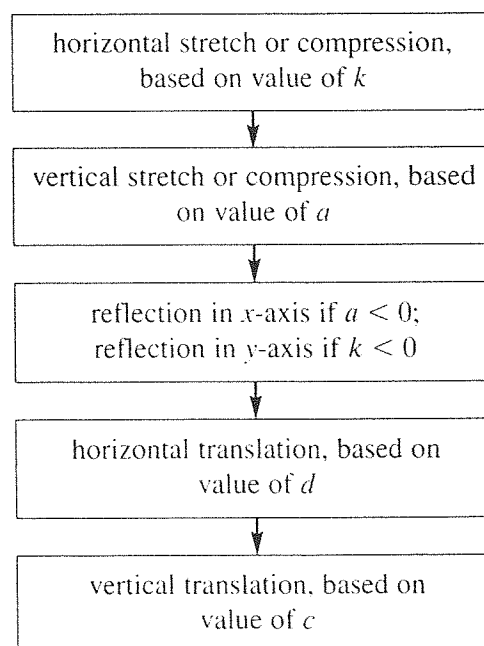 horizontal stretch or compression,
based on value of k
vertical stretch or compression, based
on value of a
reflection in x-axis if a < 0;
reflection in y-axis if k < 0
horizontal translation, based on
value of d
vertical translation, based on
value of c